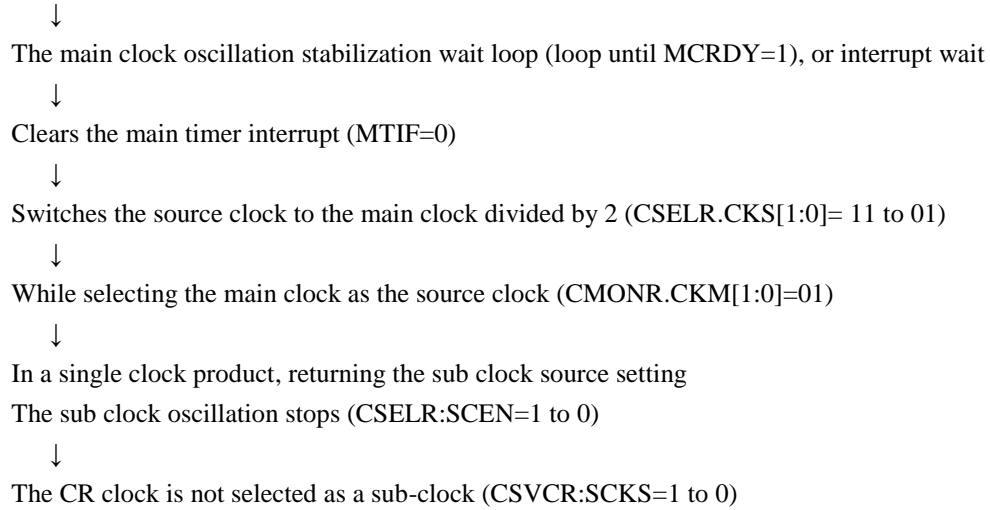 ↓
The main clock oscillation stabilization wait loop (loop until MCRDY=1), or interrupt wait
↓
Clears the main timer interrupt (MTIF=0)
↓
Switches the source clock to the main clock divided by 2 (CSELR.CKS[1:0]= 11 to 01)
↓
While selecting the main clock as the source clock (CMONR.CKM[1:0]=01)
↓
In a single clock product, returning the sub clock source setting
The sub clock oscillation stops (CSELR:SCEN=1 to 0)
↓
The CR clock is not selected as a sub-clock (CSVCR:SCKS=1 to 0)